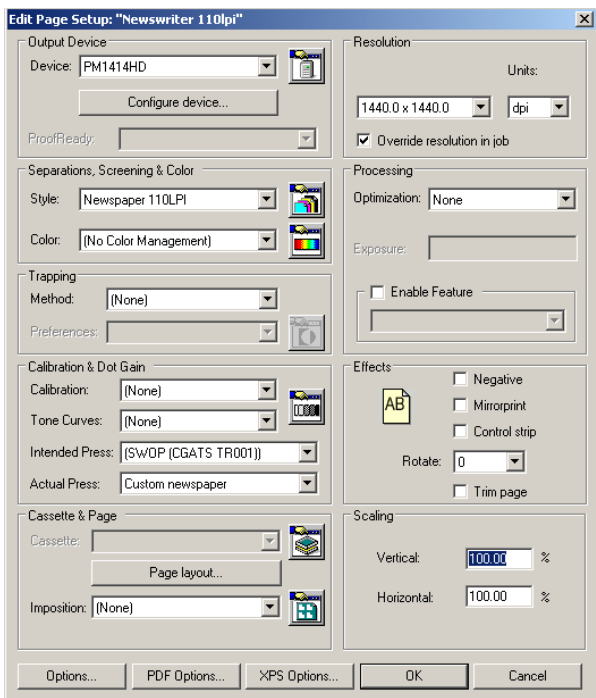 Edit Page Setup: "Newswriter 110lpi"
Output Device
Device: PM1414HD
Configure device...
ProofReady:
Resolution
Units:
1440.0 x 1440.0 dpi
Override resolution in job
Separations, Screening & Color
Style: Newspaper 110LPI
Color: (No Color Management)
Processing
Optimization: None
Exposure:
Enable Feature
Trapping
Method: (None)
Preferences:
Calibration & Dot Gain
Calibration: (None)
Tone Curves: (None)
Intended Press: (SWOP (CGATS TR001))
Actual Press: Custom newspaper
Effects
AB
Negative
Mirrorprint
Control strip
Rotate: 0
Trim page
Cassette & Page
Cassette:
Page layout...
Imposition: (None)
Scaling
Vertical: 100.00 %
Horizontal: 100.00 %
Options... PDF Options... XPS Options... OK Cancel